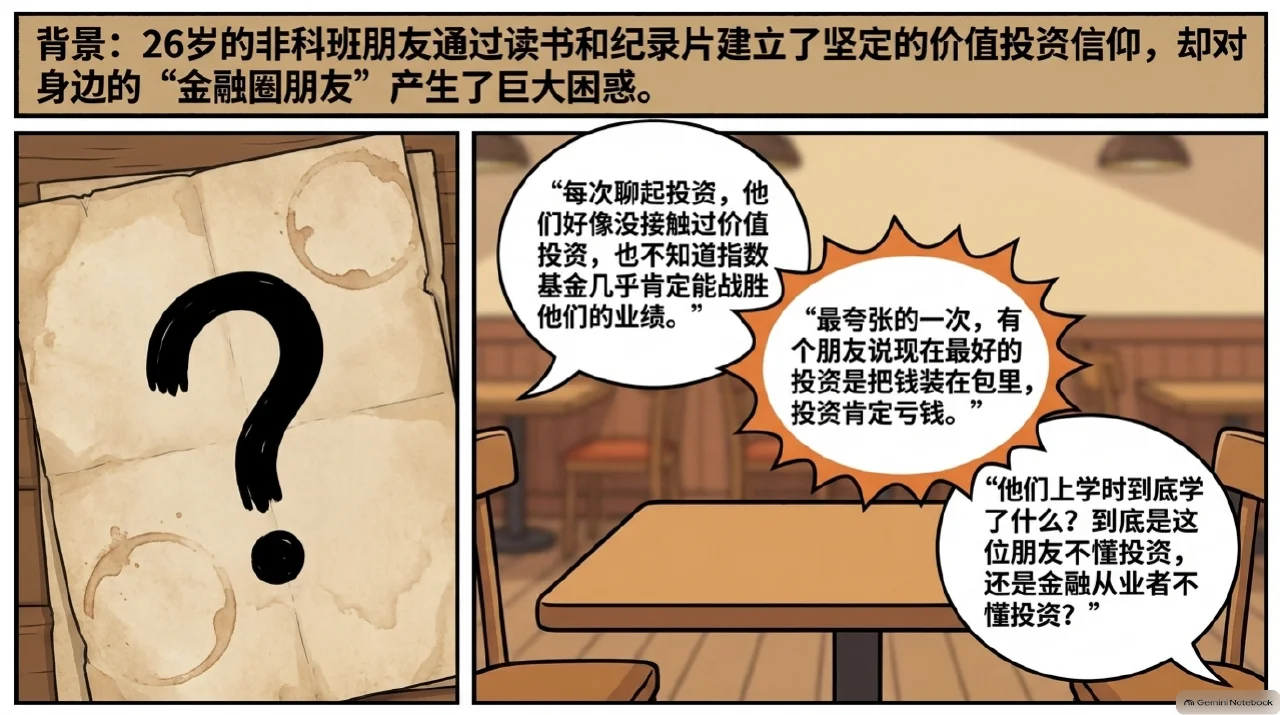 背景：26岁的非科班朋友通过读书和纪录片建立了坚定的价值投资信仰，却对
身边的“金融圈朋友”产生了巨大困惑。
?
“每次聊起投资，他
们好像没接触过价值
投资，也不知道指数
基金几乎肯定能战胜
他们的业绩。”
“最夸张的一次，有
个朋友说现在最好的
投资是把钱装在包里，
投资肯定亏钱。”
“他们上学时到底学
了什么？到底是这
位朋友不懂投资，
还是金融从业者不
懂投资？”
Gemini Notebook